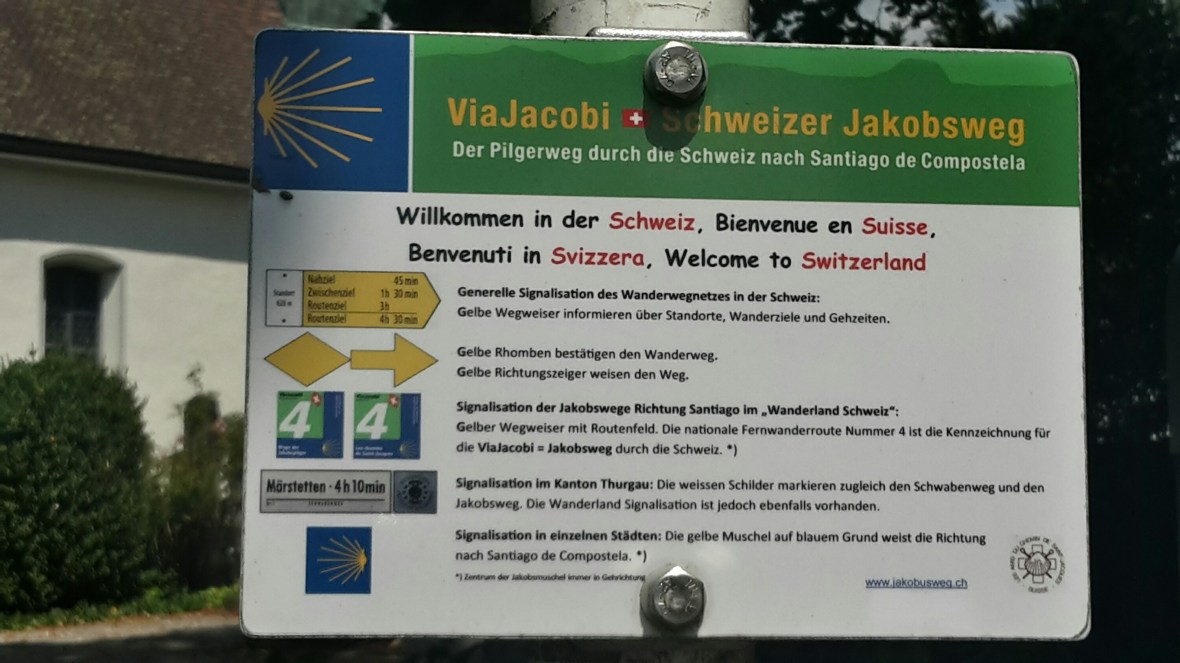 ViaJacobi Schweizer Jakobsweg
Der Pilgerweg durch die Schweiz nach Santiago de Compostela
Willkommen in der Schweiz, Bienvenue en Suisse,
Benvenuti in Svizzera, Welcome to Switzerland
Nahziel 45 min
Zwischenziel 1h 30 min
Routenziel 3h
Routenziel 4h 30 min
Generelle Signalisation des Wanderwegnetzes in der Schweiz:
Gelbe Wegweiser informieren über Standorte, Wanderziele und Gehzeiten.
Gelbe Rhomben bestätigen den Wanderweg.
Gelbe Richtungszeiger weisen den Weg.
4
4
Signalisation der Jakobswege Richtung Santiago im „Wanderland Schweiz“:
Gelber Wegweiser mit Routenfeld. Die nationale Fernwanderroute Nummer 4 ist die Kennzeichnung für
die ViaJacobi = Jakobsweg durch die Schweiz. *)
Märstetten · 4h10min
Signalisation im Kanton Thurgau: Die weissen Schilder markieren zugleich den Schwabenweg und den
Jakobsweg. Die Wanderland Signalisation ist jedoch ebenfalls vorhanden.
Signalisation in einzelnen Städten: Die gelbe Muschel auf blauem Grund weist die Richtung
nach Santiago de Compostela. *)
*) Zentrum der Jakobsmuschel immer in Gehrichtung
www.jakobusweg.ch